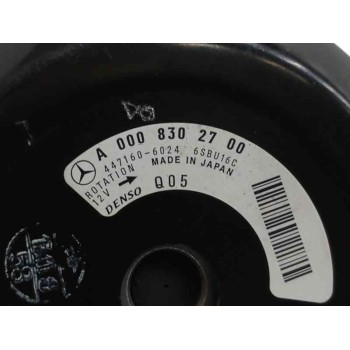 A 000 830 27 00
447160-6024 6SBU16C
ROTATION MADE IN JAPAN
12V DENSO Q05